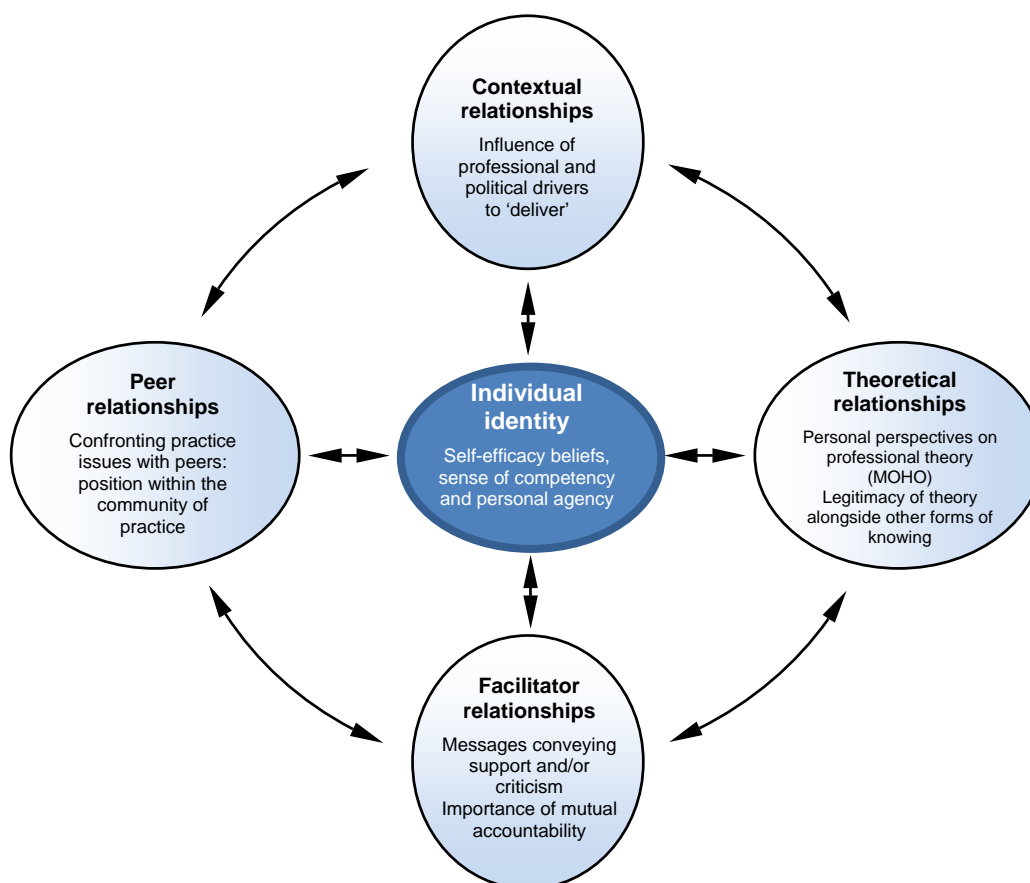 Contextual
relationships
Influence of
professional and
political drivers
to ‘deliver’
Peer
relationships
Confronting practice
issues with peers:
position within the
community of
practice
Individual
identity
Self-efficacy beliefs,
sense of competency
and personal agency
Theoretical
relationships
Personal perspectives on
professional theory
(MOHO)
Legitimacy of theory
alongside other forms of
knowing
Facilitator
relationships
Messages conveying
support and/or
criticism
Importance of mutual
accountability